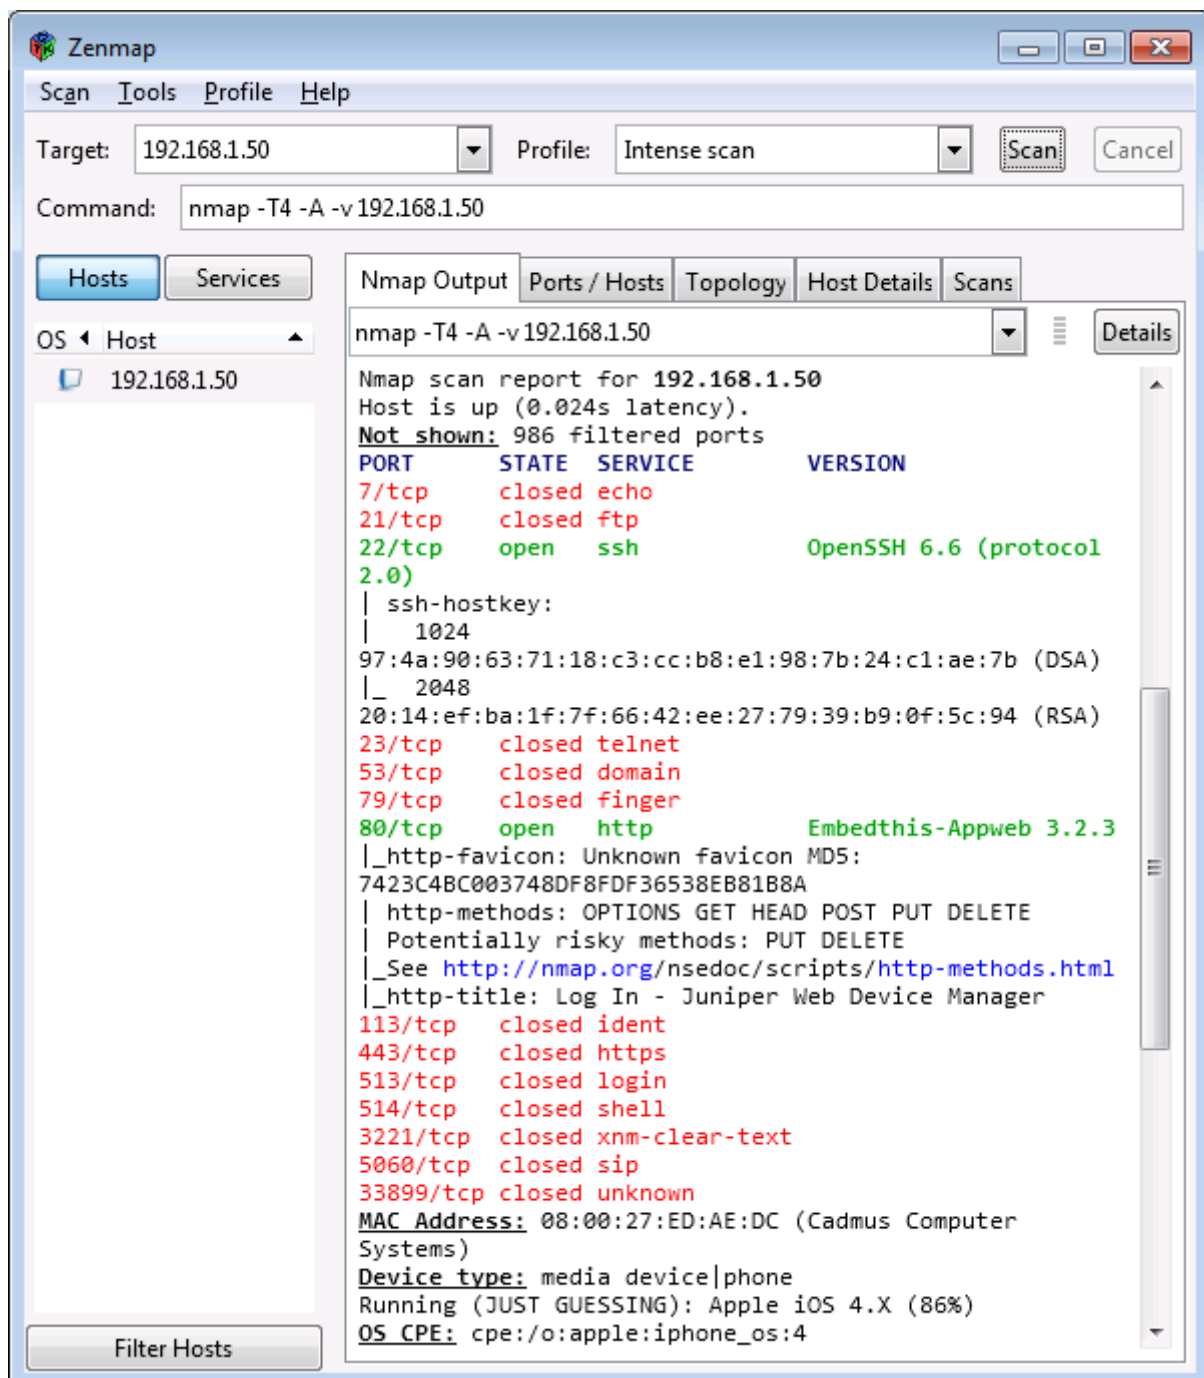 Zenmap
Scan Tools Profile Help
Target: 192.168.1.50 Profile: Intense scan Scan Cancel
Command: nmap -T4 -A -v 192.168.1.50
Hosts Services
Nmap Output Ports / Hosts Topology Host Details Scans
OS Host
192.168.1.50
nmap -T4 -A -v 192.168.1.50 Details
Nmap scan report for 192.168.1.50
Host is up (0.024s latency).
Not shown: 986 filtered ports
PORT STATE SERVICE VERSION
7/tcp closed echo
21/tcp closed ftp
22/tcp open ssh OpenSSH 6.6 (protocol
2.0)
| ssh-hostkey:
| 1024
97:4a:90:63:71:18:c3:cc:b8:e1:98:7b:24:c1:ae:7b (DSA)
|_ 2048
20:14:ef:ba:1f:7f:66:42:ee:27:79:39:b9:0f:5c:94 (RSA)
23/tcp closed telnet
53/tcp closed domain
79/tcp closed finger
80/tcp open http Embedthis-Appweb 3.2.3
|_http-favicon: Unknown favicon MD5:
7423C4BC003748DF8FDF36538EB81B8A
| http-methods: OPTIONS GET HEAD POST PUT DELETE
| Potentially risky methods: PUT DELETE
|_See http://nmap.org/nsedoc/scripts/http-methods.html
|_http-title: Log In - Juniper Web Device Manager
113/tcp closed ident
443/tcp closed https
513/tcp closed login
514/tcp closed shell
3221/tcp closed xnm-clear-text
5060/tcp closed sip
33899/tcp closed unknown
MAC Address: 08:00:27:ED:AE:DC (Cadmus Computer
Systems)
Device type: media device|phone
Running (JUST GUESSING): Apple iOS 4.X (86%)
OS CPE: cpe:/o:apple:iphone_os:4
Filter Hosts